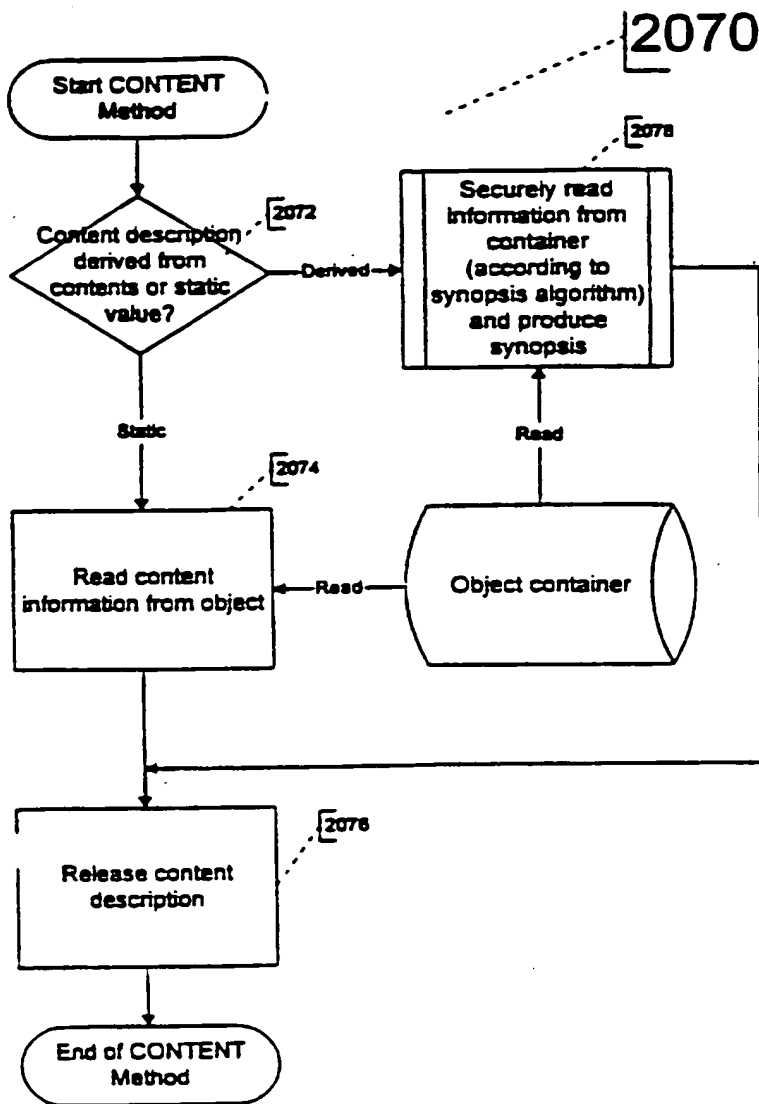 2070
Start CONTENT
Method
2078
Securely read
information from
container
(according to
synopsis algorithm)
and produce
synopsis
2072
Content description
derived from
contents or static
value?
Derived
Static
Read
2074
Read content
information from object
Read
Object container
2076
Release content
description
End of CONTENT
Method